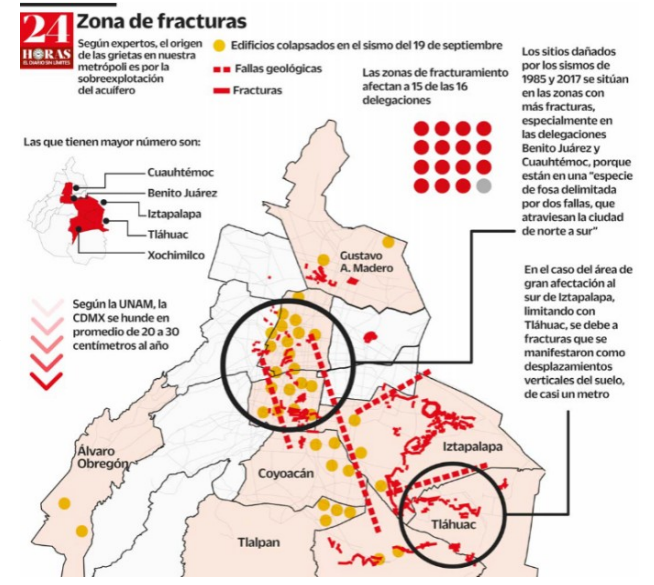 24
HORAS
EL DIARIO SIN LÍMITES
Zona de fracturas
Según expertos, el origen
de las grietas en nuestra
metrópoli es por la
sobreexplotación
del acuífero
Edificios colapsados en el sismo del 19 de septiembre
Fallas geológicas
Fracturas
Las zonas de fracturamiento
afectan a 15 de las 16
delegaciones
Los sitios dañados
por los sismos de
1985 y 2017 se sitúan
en las zonas con
más fracturas,
especialmente en
las delegaciones
Benito Juárez y
Cuauhtémoc, porque
están en una "especie
de fosa delimitada
por dos fallas, que
atraviesan la ciudad
de norte a sur"
Las que tienen mayor número son:
Cuauhtémoc
Benito Juárez
Iztapalapa
Tláhuac
Xochimilco
Gustavo
A. Madero
En el caso del área de
gran afectación al
sur de Iztapalapa,
limitando con
Tláhuac, se debe a
fracturas que se
manifestaron como
desplazamientos
verticales del suelo,
de casi un metro
Según la UNAM, la
CDMX se hunde en
promedio de 20 a 30
centímetros al año
Álvaro
Obregón
Coyoacán
Iztapalapa
Tláhuac
Tlalpan